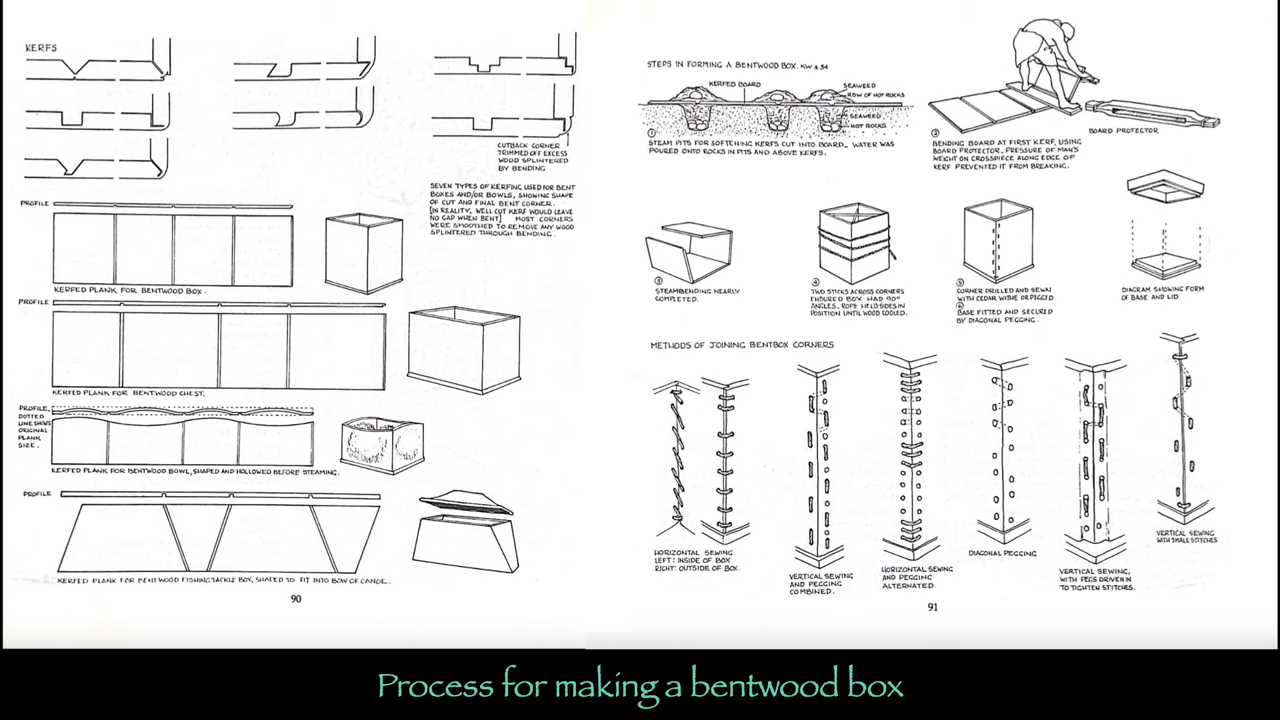 KERFS
CUTBACK CORNER
TRIMMED OFF EXCESS
WOOD SPLINTERED
BY BENDING
SEVEN TYPES OF KERFING USED FOR BENT
BOXES AND/OR BOWLS, SHOWING SHAPE
OF CUT AND FINAL BENT CORNER.
[IN REALITY, WELL CUT KERF WOULD LEAVE
NO GAP WHEN BENT] MOST CORNERS
WERE SMOOTHED TO REMOVE ANY WOOD
SPLINTERED THROUGH BENDING.
PROFILE
KERFED PLANK FOR BENTWOOD BOX.
PROFILE
KERFED PLANK FOR BENTWOOD CHEST.
PROFILE,
DOTTED
LINE SHOWS
ORIGINAL
PLANK
SIZE.
KERFED PLANK FOR BENTWOOD BOWL, SHAPED AND HOLLOWED BEFORE STEAMING.
PROFILE
KERFED PLANK FOR BENTWOOD FISHING TACKLE BOX, SHAPED TO FIT INTO BOW OF CANOE.
90
STEPS IN FORMING A BENTWOOD BOX. KW & 54
KERFED BOARD
SEAWEED
ROW OF HOT ROCKS
SEAWEED
HOT ROCKS
1
STEAM PITS FOR SOFTENING KERFS CUT INTO BOARD. WATER WAS
POURED ONTO ROCKS IN PITS AND ABOVE KERFS.
2
BENDING BOARD AT FIRST KERF, USING
BOARD PROTECTOR. PRESSURE OF MAN'S
WEIGHT ON CROSSPIECE ALONG EDGE OF
KERF PREVENTED IT FROM BREAKING.
BOARD PROTECTOR
3
STEAMBENDING NEARLY
COMPLETED.
4
TWO STICKS ACROSS CORNERS
ENSURED BOX HAD 90°
ANGLES. ROPE HELD SIDES IN
POSITION UNTIL WOOD COOLED.
5
CORNER DRILLED AND SEWN
WITH CEDAR WITHE OR PEGGED
6
BASE FITTED AND SECURED
BY DIAGONAL PEGGING.
DIAGRAM SHOWING FORM
OF BASE AND LID.
METHODS OF JOINING BENTBOX CORNERS
HORIZONTAL SEWING
LEFT: INSIDE OF BOX
RIGHT: OUTSIDE OF BOX.
VERTICAL SEWING
AND PEGGING
COMBINED.
HORIZONTAL SEWING
AND PEGGING
ALTERNATED.
DIAGONAL PEGGING
VERTICAL SEWING,
WITH PEGS DRIVEN IN
TO TIGHTEN STITCHES.
VERTICAL SEWING
WITH SMALL STITCHES
91
Process for making a bentwood box